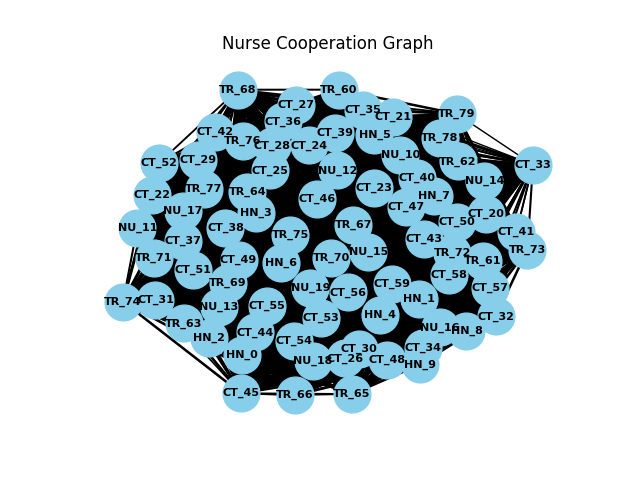 Nurse Cooperation Graph
TR_68
TR_60
CT_27
CT_35
TR_79
CT_21
CT_36
CT_42
CT_39
HN_5
TR_78
TR_76
CT_28
CT_24
NU_10
CT_29
CT_52
TR_62
CT_33
CT_25
NU_12
CT_40
NU_14
TR_77
TR_64
CT_23
CT_22
CT_46
HN_7
CT_47
NU_17
HN_3
CT_20
CT_50
TR_67
NU_11
CT_38
CT_41
TR_75
CT_37
CT_43
TR_73
NU_15
TR_72
TR_71
CT_49
HN_6
TR_70
TR_61
CT_51
CT_58
TR_69
CT_59
NU_19
CT_56
CT_57
TR_74
CT_31
HN_1
NU_13
CT_55
HN_4
CT_53
CT_32
TR_63
NU_16
HN_8
CT_44
HN_2
CT_54
CT_30
CT_34
HN_0
NU_18
CT_26
CT_48
HN_9
CT_45
TR_66
TR_65